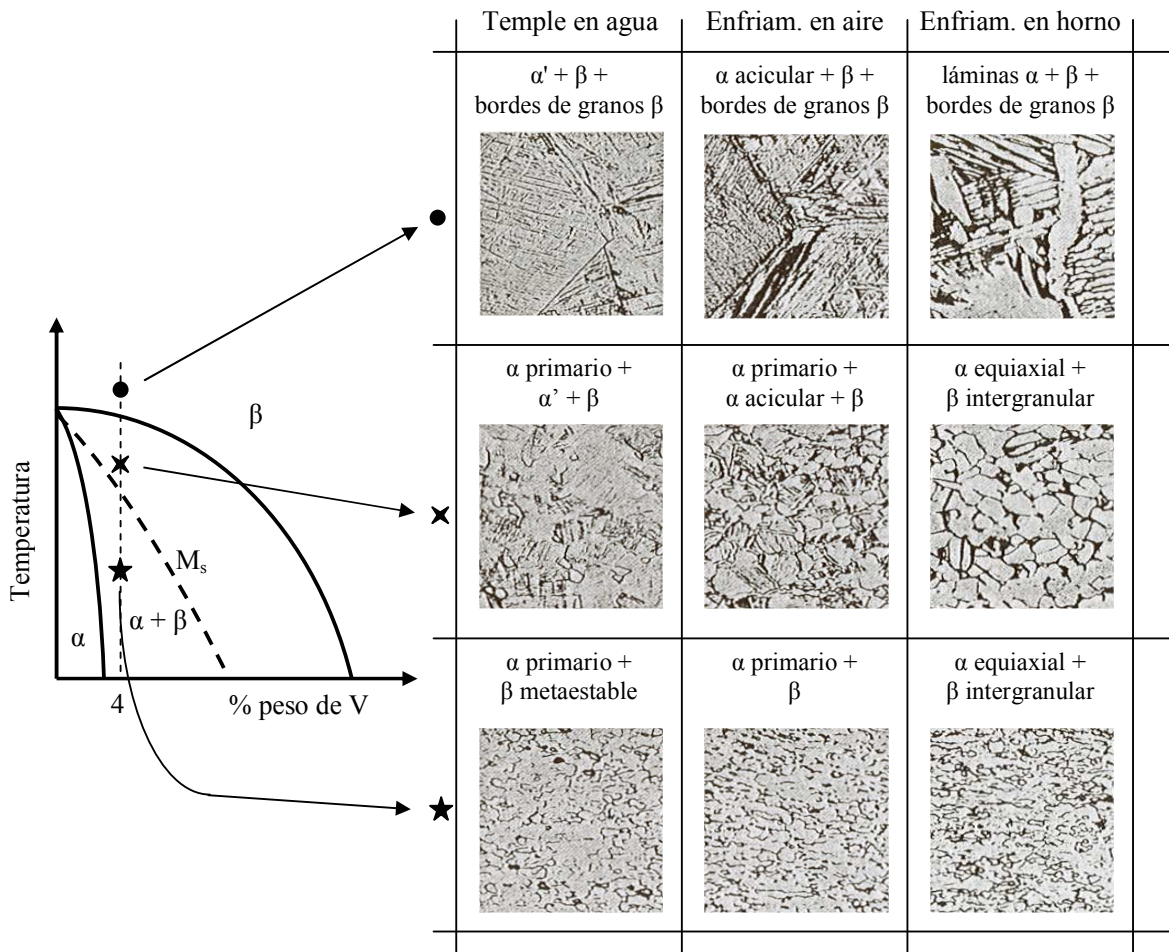 Temple en agua
Enfriam. en aire
Enfriam. en horno
α' + β +
bordes de granos β
α acicular + β +
bordes de granos β
láminas α + β +
bordes de granos β
α primario +
α’ + β
α primario +
α acicular + β
α equiaxial +
β intergranular
α primario +
β metaestable
α primario +
β
α equiaxial +
β intergranular
Temperatura
β
Ms
α + β
α
4
% peso de V